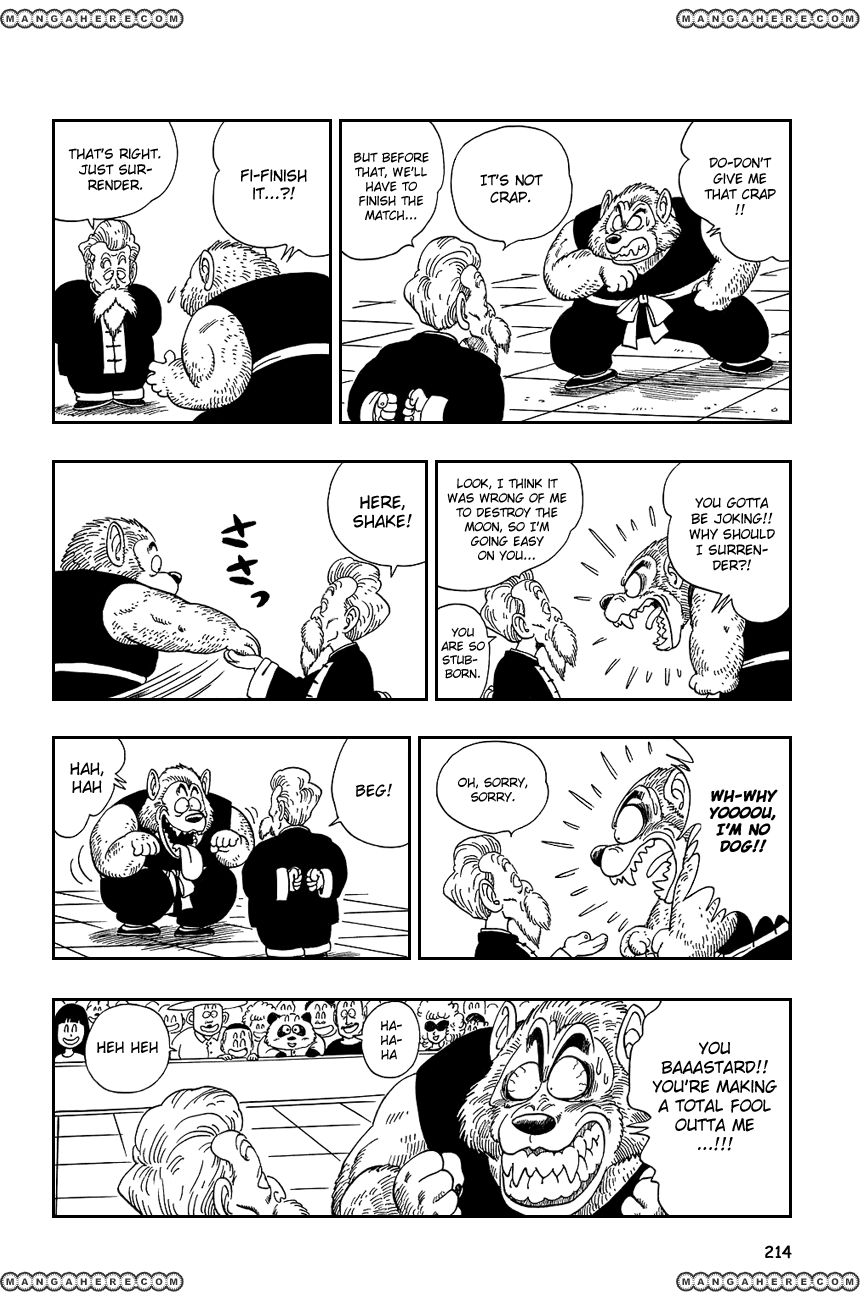 MANGAHERE.COM
MANGAHERE.COM
DO-DON'T
GIVE ME
THAT CRAP
!!
IT'S NOT
CRAP.
BUT BEFORE
THAT, WE'LL
HAVE TO
FINISH THE
MATCH...
FI-FINISH
IT...?!
THAT'S RIGHT.
JUST SUR-
RENDER.
YOU GOTTA
BE JOKING!!
WHY SHOULD
I SURREN-
DER?!
LOOK, I THINK IT
WAS WRONG OF ME
TO DESTROY THE
MOON, SO I'M
GOING EASY
ON YOU...
YOU
ARE SO
STUB-
BORN.
HERE,
SHAKE!
サッ
WH-WHY
YOOOOU,
I'M NO
DOG!!
OH, SORRY,
SORRY.
BEG!
HAH,
HAH
YOU
BAAASTARD!!
YOU'RE MAKING
A TOTAL FOOL
OUTTA ME
...!!!
HA-
HA-
HA
HEH HEH
214
MANGAHERE.COM
MANGAHERE.COM